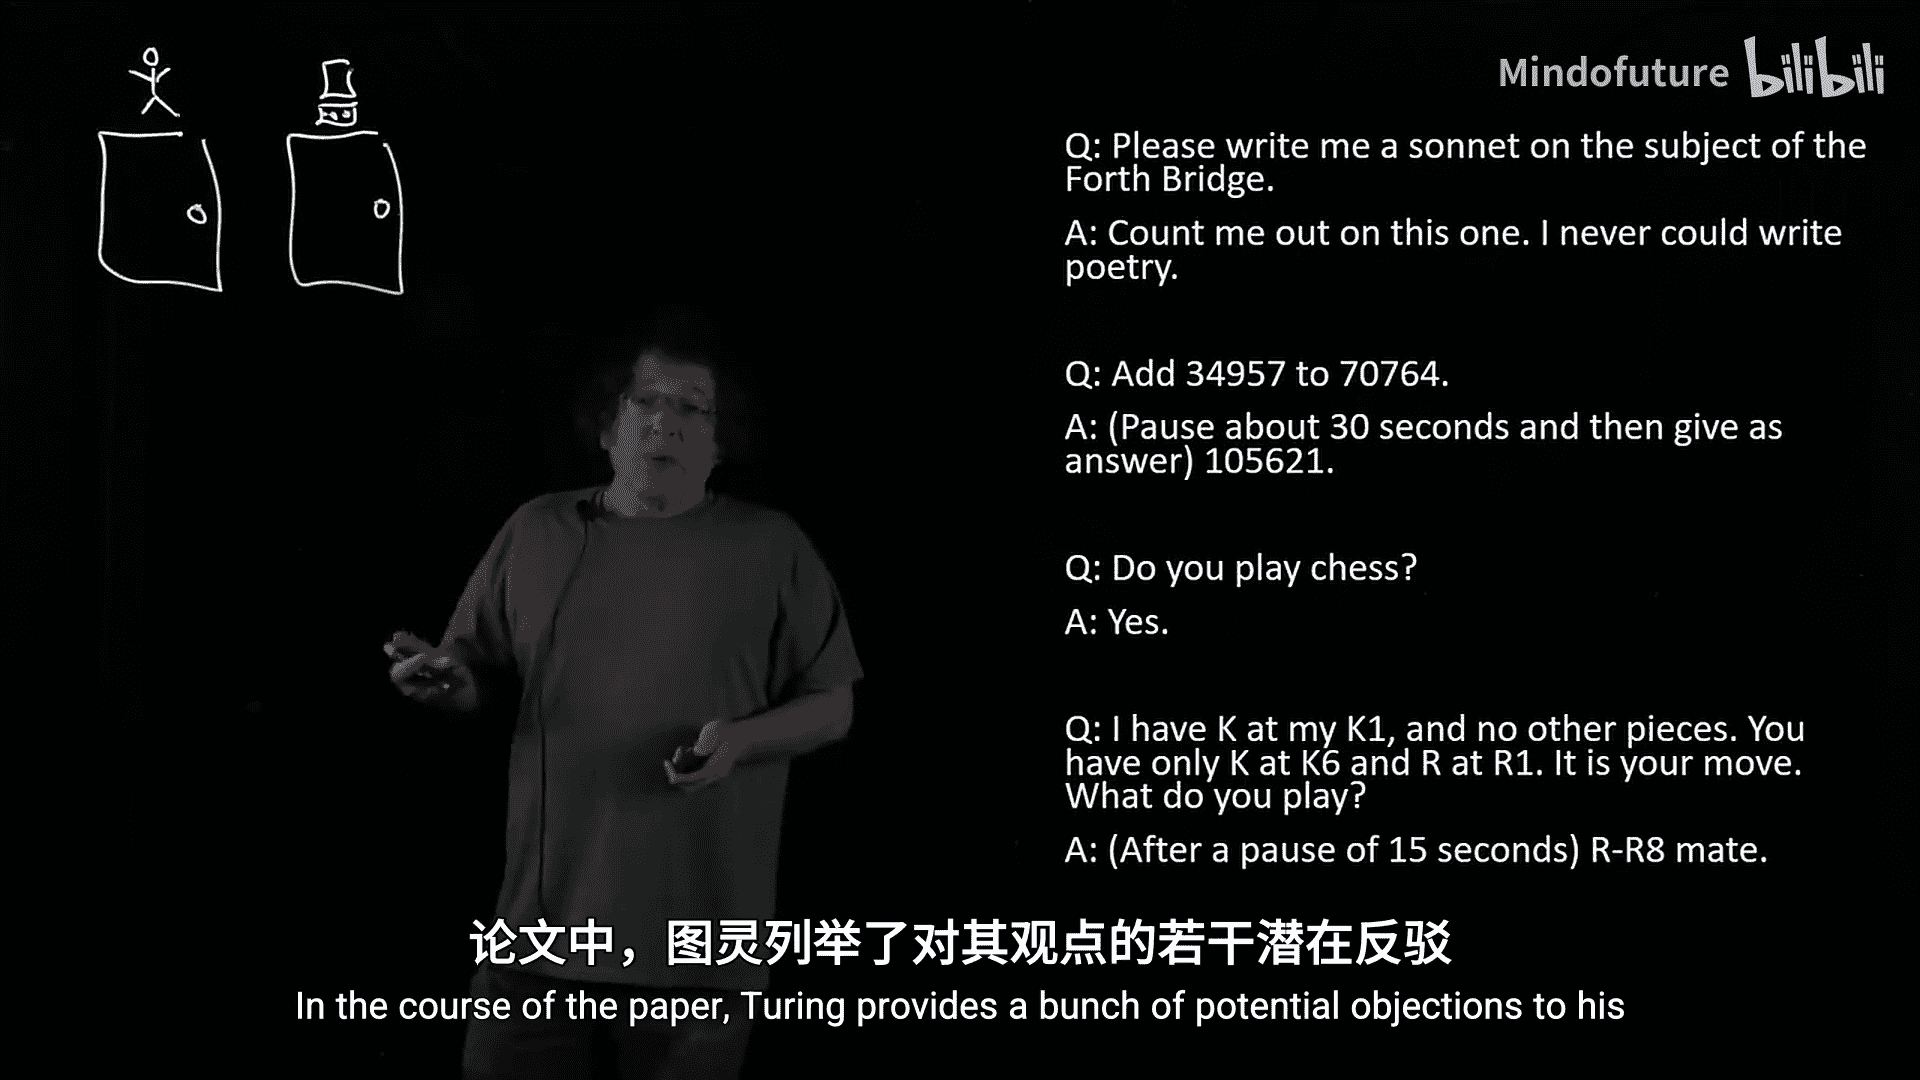 Mindofuture bilibili
Q: Please write me a sonnet on the subject of the
Forth Bridge.
A: Count me out on this one. I never could write
poetry.
Q: Add 34957 to 70764.
A: (Pause about 30 seconds and then give as
answer) 105621.
Q: Do you play chess?
A: Yes.
Q: I have K at my K1, and no other pieces. You
have only K at K6 and R at R1. It is your move.
What do you play?
A: (After a pause of 15 seconds) R-R8 mate.
论文中，图灵列举了对其观点的若干潜在反驳
In the course of the paper, Turing provides a bunch of potential objections to his